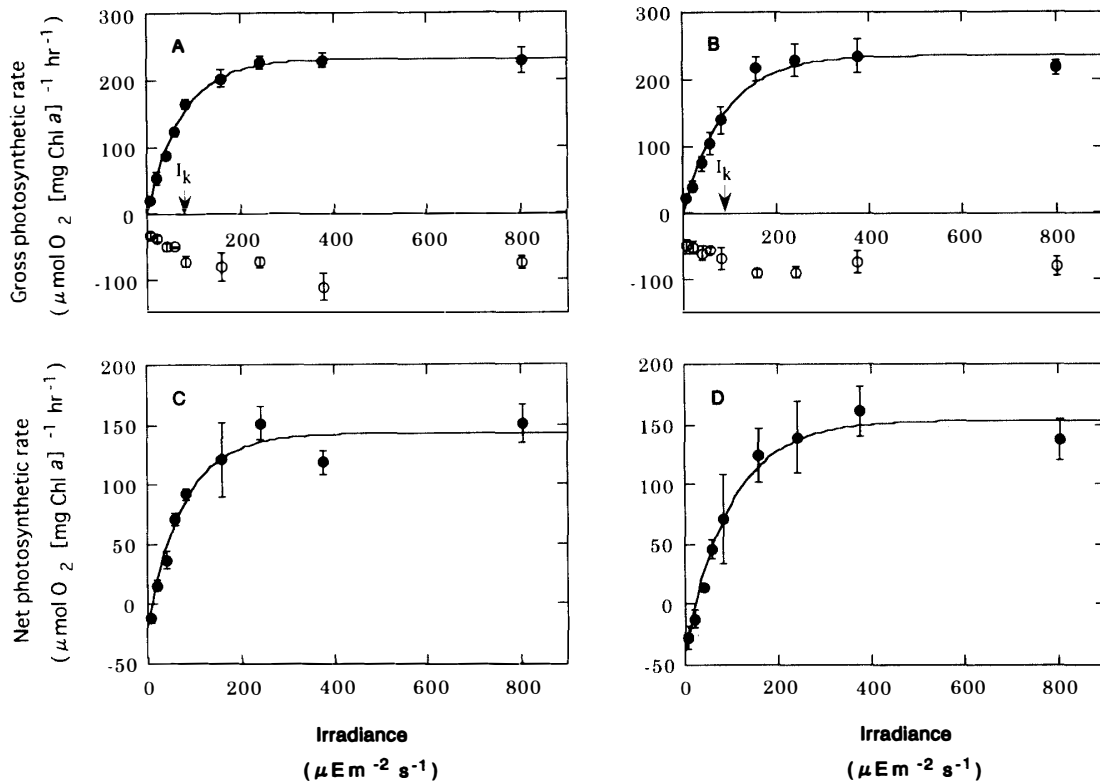 Gross photosynthetic rate
(μmol O₂ [mg Chl a]⁻¹ hr⁻¹)
300
200
100
0
-100
A
I_k
200 400 600 800
300
200
100
0
-100
B
I_k
200 400 600 800
Net photosynthetic rate
(μmol O₂ [mg Chl a]⁻¹ hr⁻¹)
200
150
100
50
0
-50
C
0 200 400 600 800
Irradiance
(μE m⁻² s⁻¹)
200
150
100
50
0
-50
D
0 200 400 600 800
Irradiance
(μE m⁻² s⁻¹)